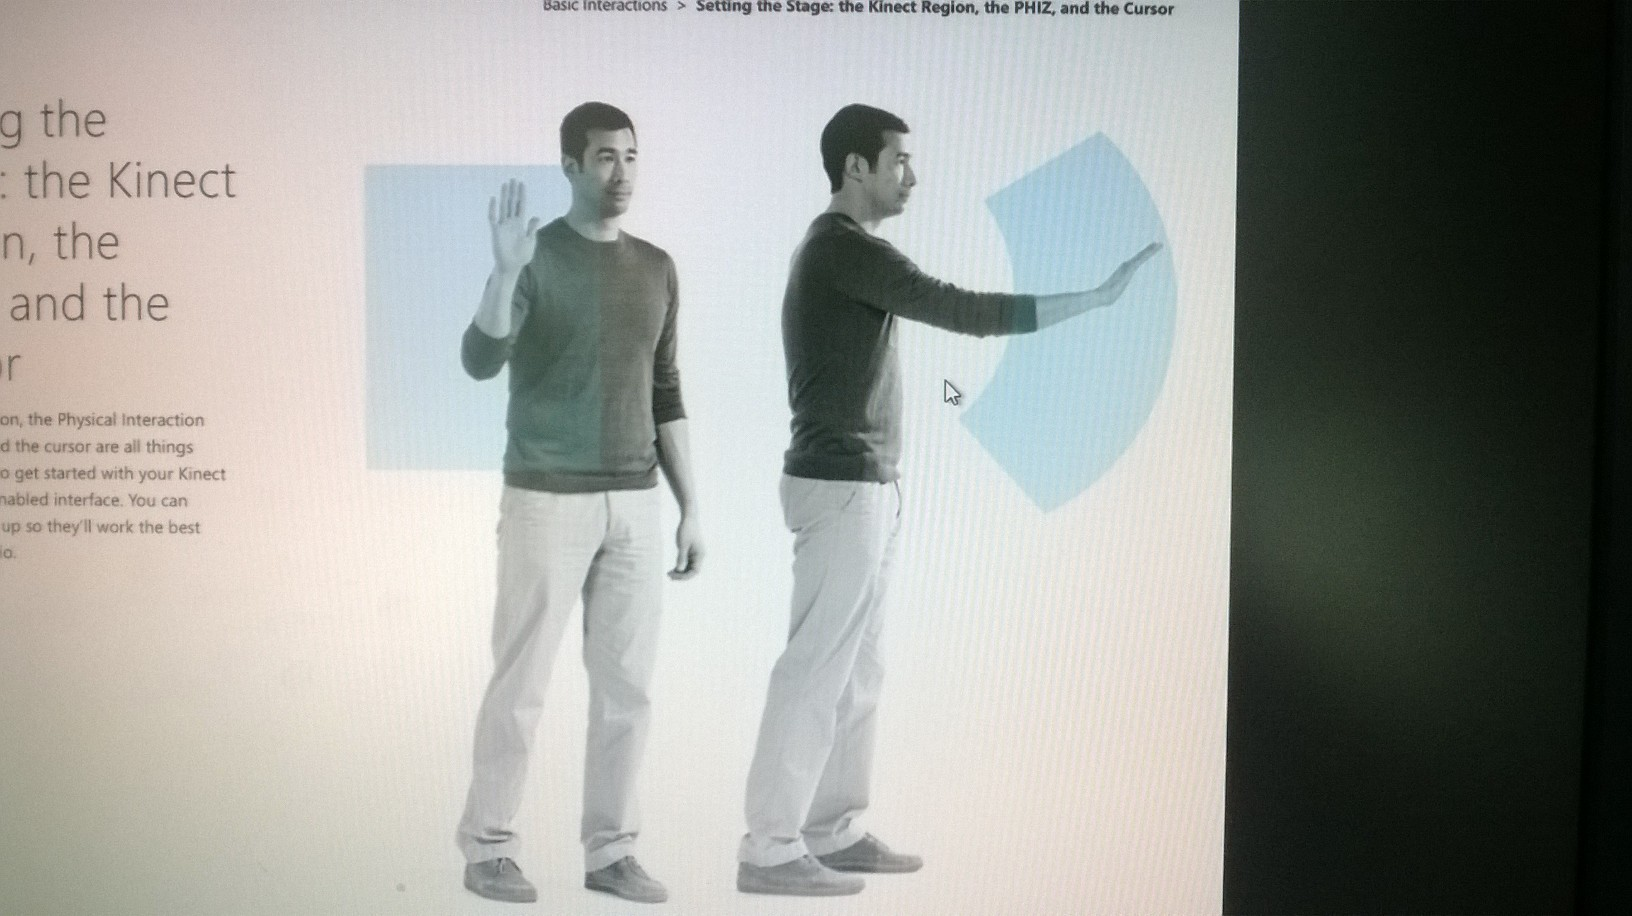 Basic Interactions > Setting the Stage: the Kinect Region, the PHIZ, and the Cursor
g the
: the Kinect
n, the
and the
r
on, the Physical Interaction
d the cursor are all things
o get started with your Kinect
nabled interface. You can
up so they'll work the best
io.